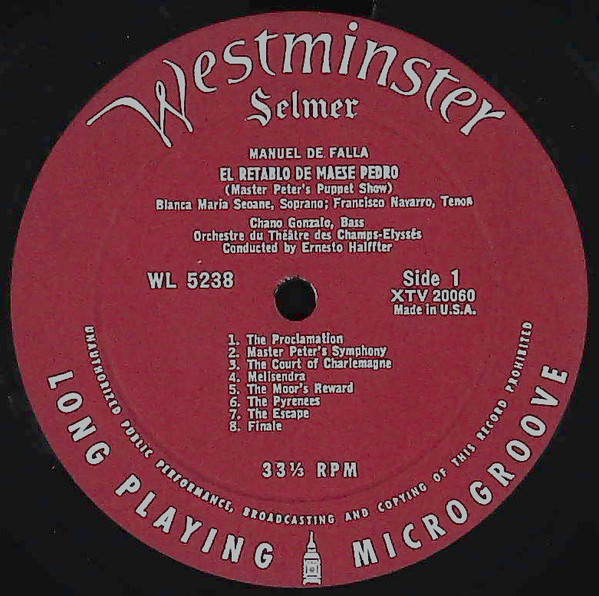 Westminster
Selmer
MANUEL DE FALLA
EL RETABLO DE MAESE PEDRO
(Master Peter's Puppet Show)
Blanca Maria Seoane, Soprano; Francisco Navarro, Tenor
Chano Gonzalo, Bass
Orchestre du Théâtre des Champs-Elyssés
Conducted by Ernesto Halffter
WL 5238
Side 1
XTV 20060
Made in U.S.A.
1. The Proclamation
2. Master Peter's Symphony
3. The Court of Charlemagne
4. Melisendra
5. The Moor's Reward
6. The Pyrenees
7. The Escape
8. Finale
33⅓ RPM
UNAUTHORIZED PUBLIC PERFORMANCE, BROADCASTING AND COPYING OF THIS RECORD PROHIBITED
LONG PLAYING MICROGROOVE